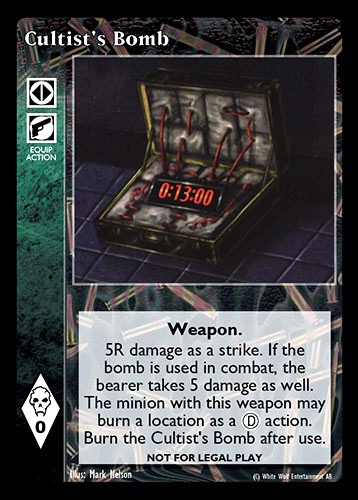 Cultist's Bomb
EQUIP
ACTION
0:13:00
Weapon.
5R damage as a strike. If the
bomb is used in combat, the
bearer takes 5 damage as well.
The minion with this weapon may
burn a location as a Ⓓ action.
Burn the Cultist's Bomb after use.
NOT FOR LEGAL PLAY
0
Illus: Mark Nelson
(C) White Wolf Entertainment AB